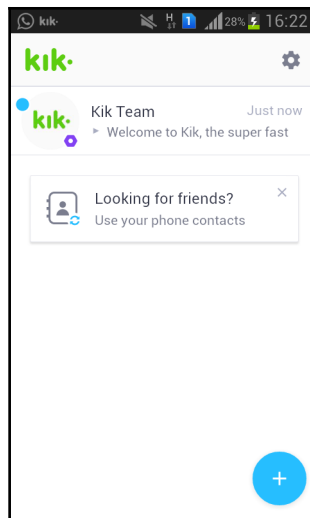 kik·
H
1
28%
16:22
kik·
kik·
Kik Team
Just now
Welcome to Kik, the super fast
Looking for friends?
Use your phone contacts